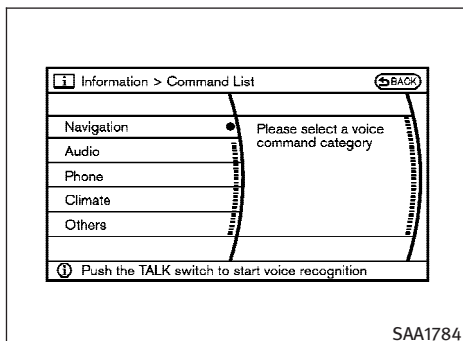 i Information > Command List
BACK
Navigation
Please select a voice
command category
Audio
Phone
Climate
Others
i Push the TALK switch to start voice recognition
SAA1784